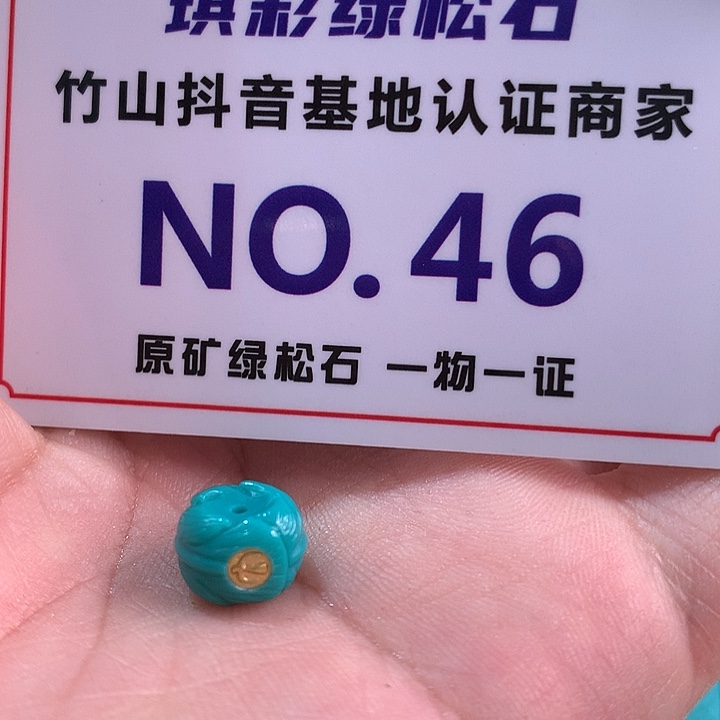 琪彩绿松石
竹山抖音基地认证商家
NO.46
原矿绿松石 一物一证